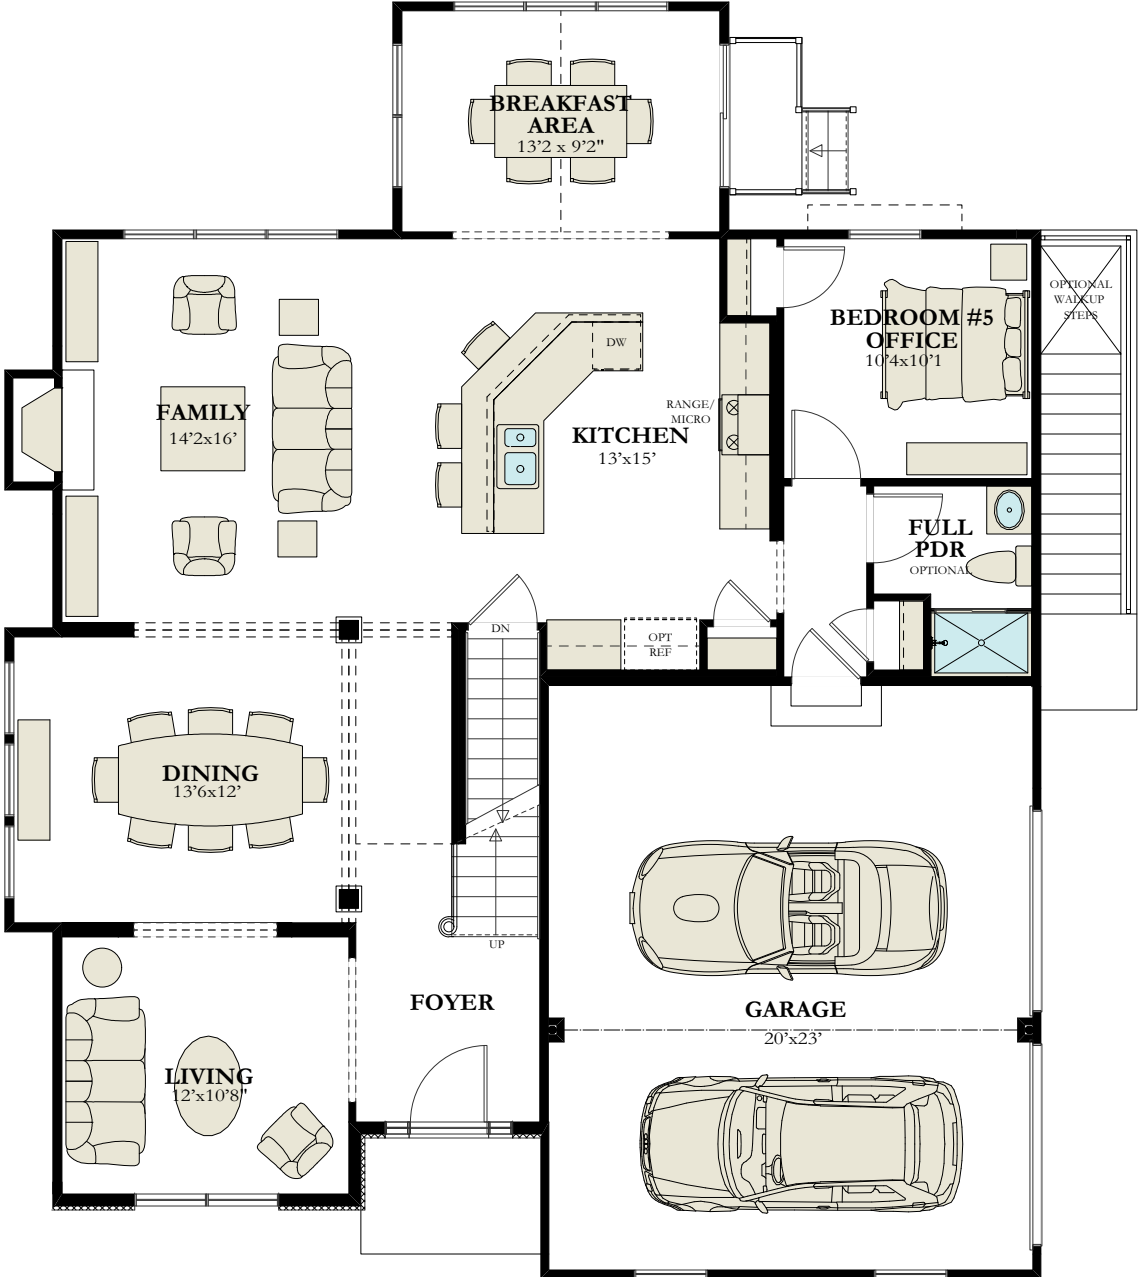 BREAKFAST
AREA
13'2 x 9'2"
OPTIONAL
WALKUP
STEPS
BEDROOM #5
OFFICE
10'4x10'1
DW
FAMILY
14'2x16'
RANGE/
MICRO
KITCHEN
13'x15'
FULL
PDR
OPTIONAL
DN
OPT
REF
DINING
13'6x12'
UP
FOYER
GARAGE
20'x23'
LIVING
12'x10'8"